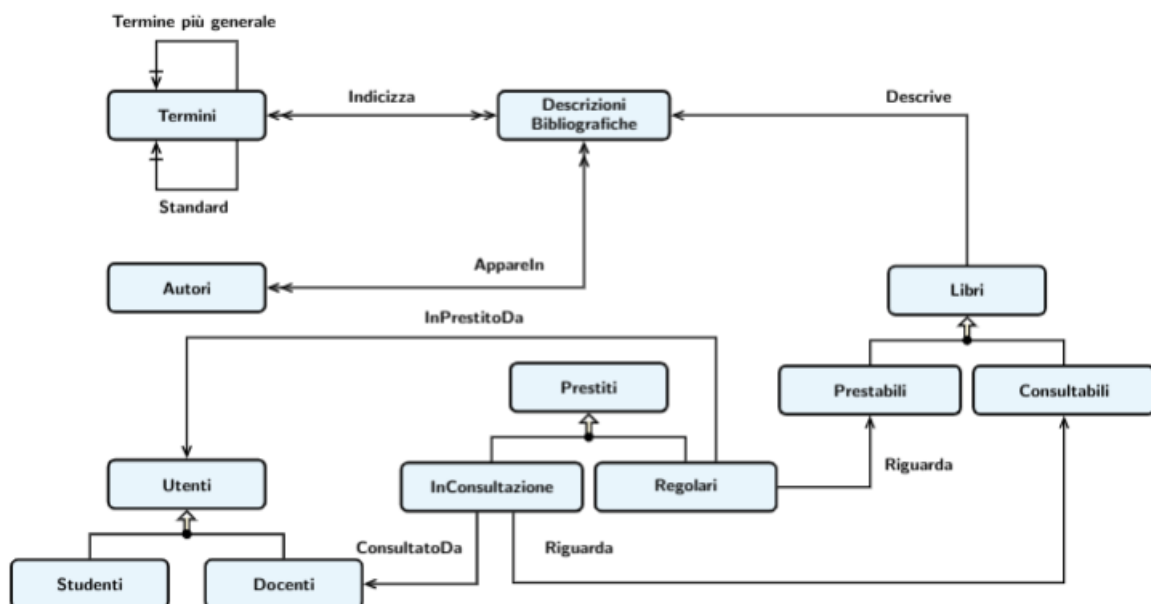 Termine più generale
Termini
Indicizza
Descrizioni
Bibliografiche
Descrive
Standard
Autori
AppareIn
Libri
InPrestitoDa
Prestiti
Prestabili
Consultabili
Utenti
InConsultazione
Regolari
Riguarda
ConsultatoDa
Riguarda
Studenti
Docenti